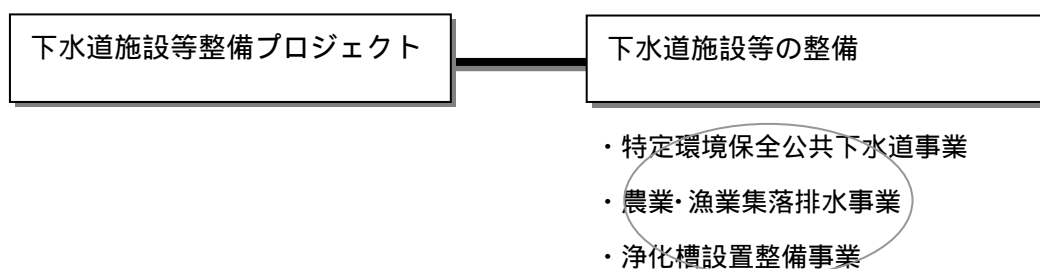 下水道施設等整備プロジェクト
下水道施設等の整備
・特定環境保全公共下水道事業
・農業・漁業集落排水事業
・浄化槽設置整備事業